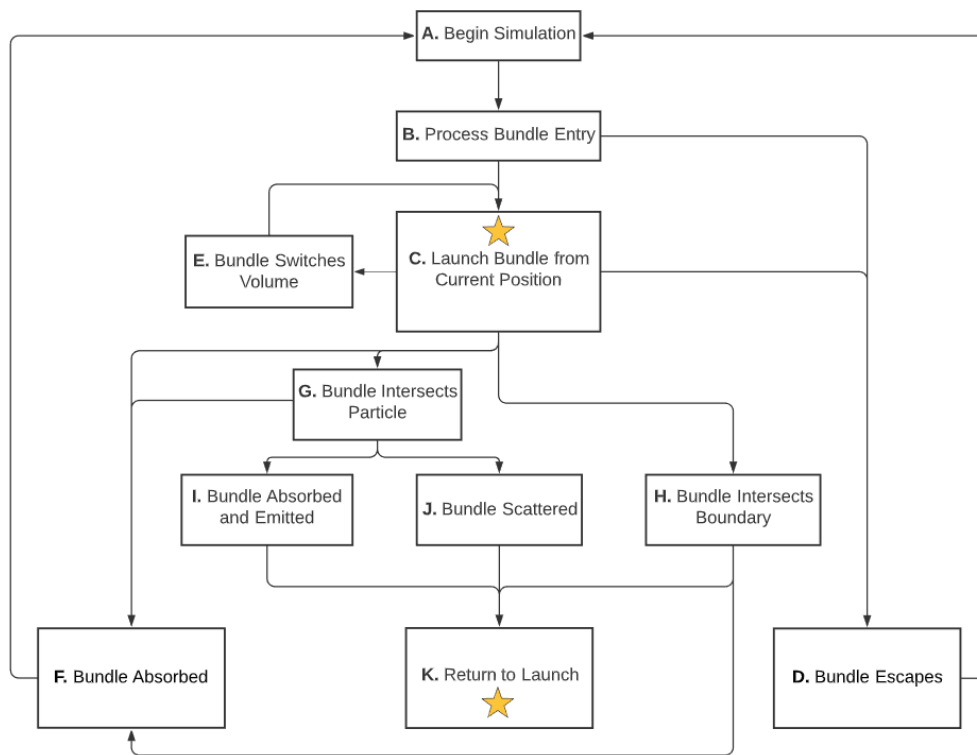 A. Begin Simulation
B. Process Bundle Entry
E. Bundle Switches
Volume
C. Launch Bundle from
Current Position
G. Bundle Intersects
Particle
I. Bundle Absorbed
and Emitted
J. Bundle Scattered
H. Bundle Intersects
Boundary
F. Bundle Absorbed
K. Return to Launch
D. Bundle Escapes